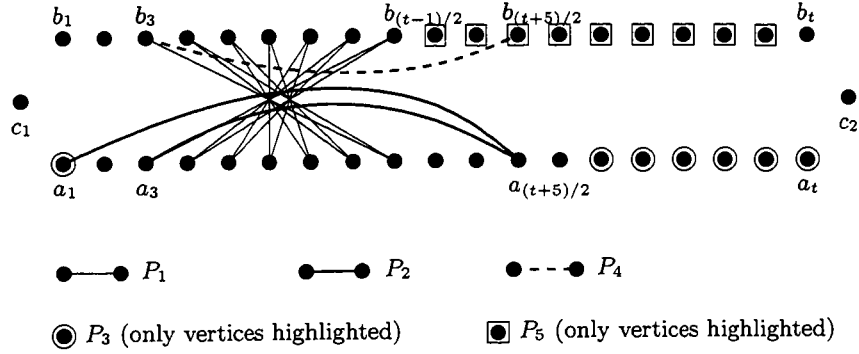 b₁ b₃ b₍ₜ₋₁₎/₂ b₍ₜ₊₅₎/₂ bₜ
c₁ c₂
a₁ a₃ a₍ₜ₊₅₎/₂ aₜ
P₁ P₂ P₄
P₃ (only vertices highlighted) P₅ (only vertices highlighted)